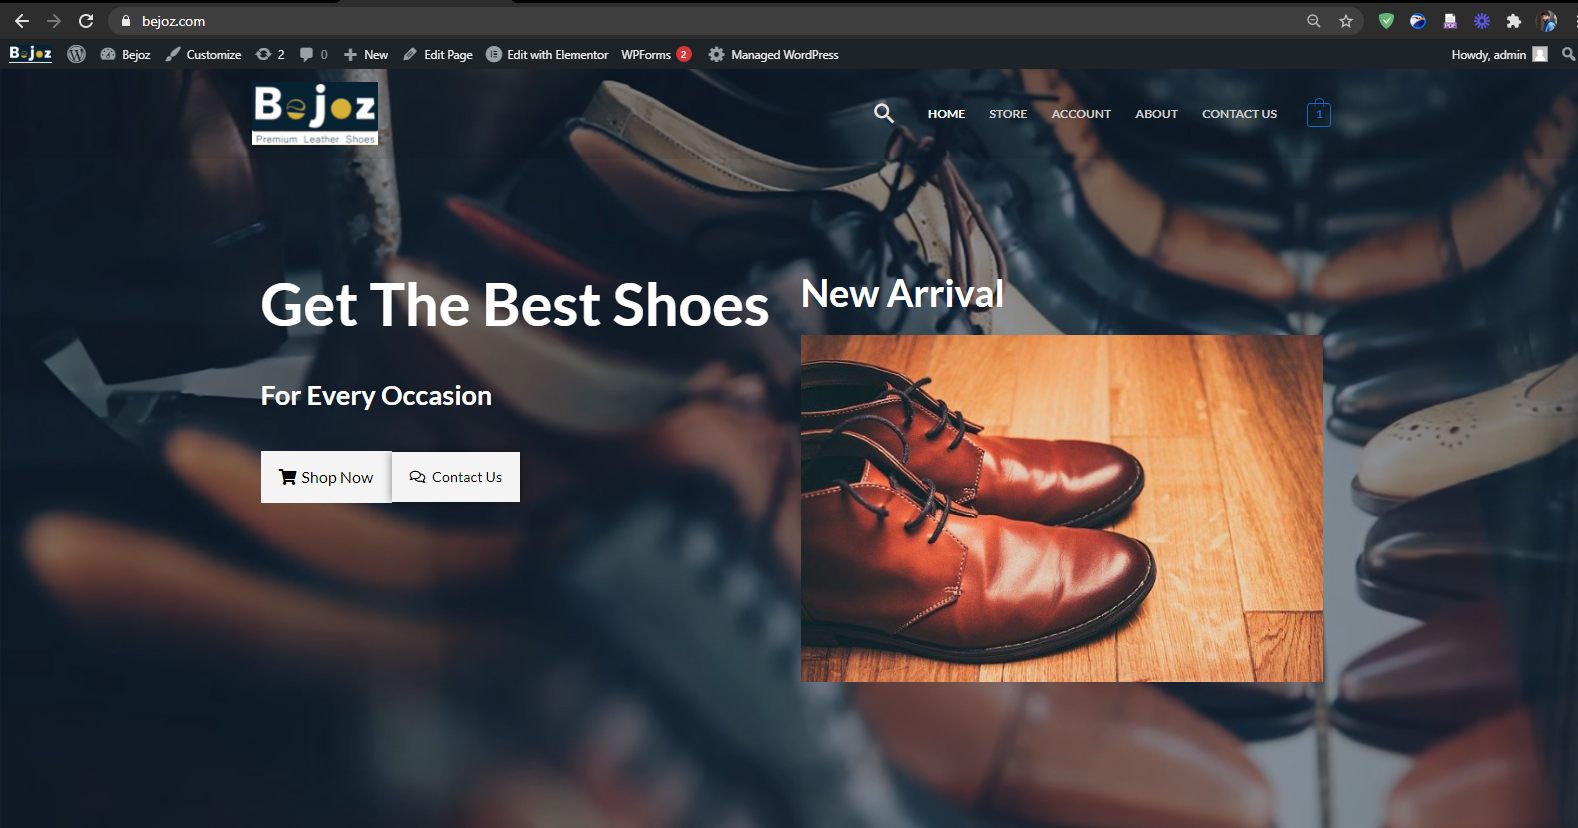 bejoz.com
Bejoz Bejoz Customize 2 0 New Edit Page Edit with Elementor WPForms 2 Managed WordPress Howdy, admin
Bejoz
Premium Leather Shoes
HOME STORE ACCOUNT ABOUT CONTACT US 1
Get The Best Shoes
For Every Occasion
Shop Now Contact Us
New Arrival